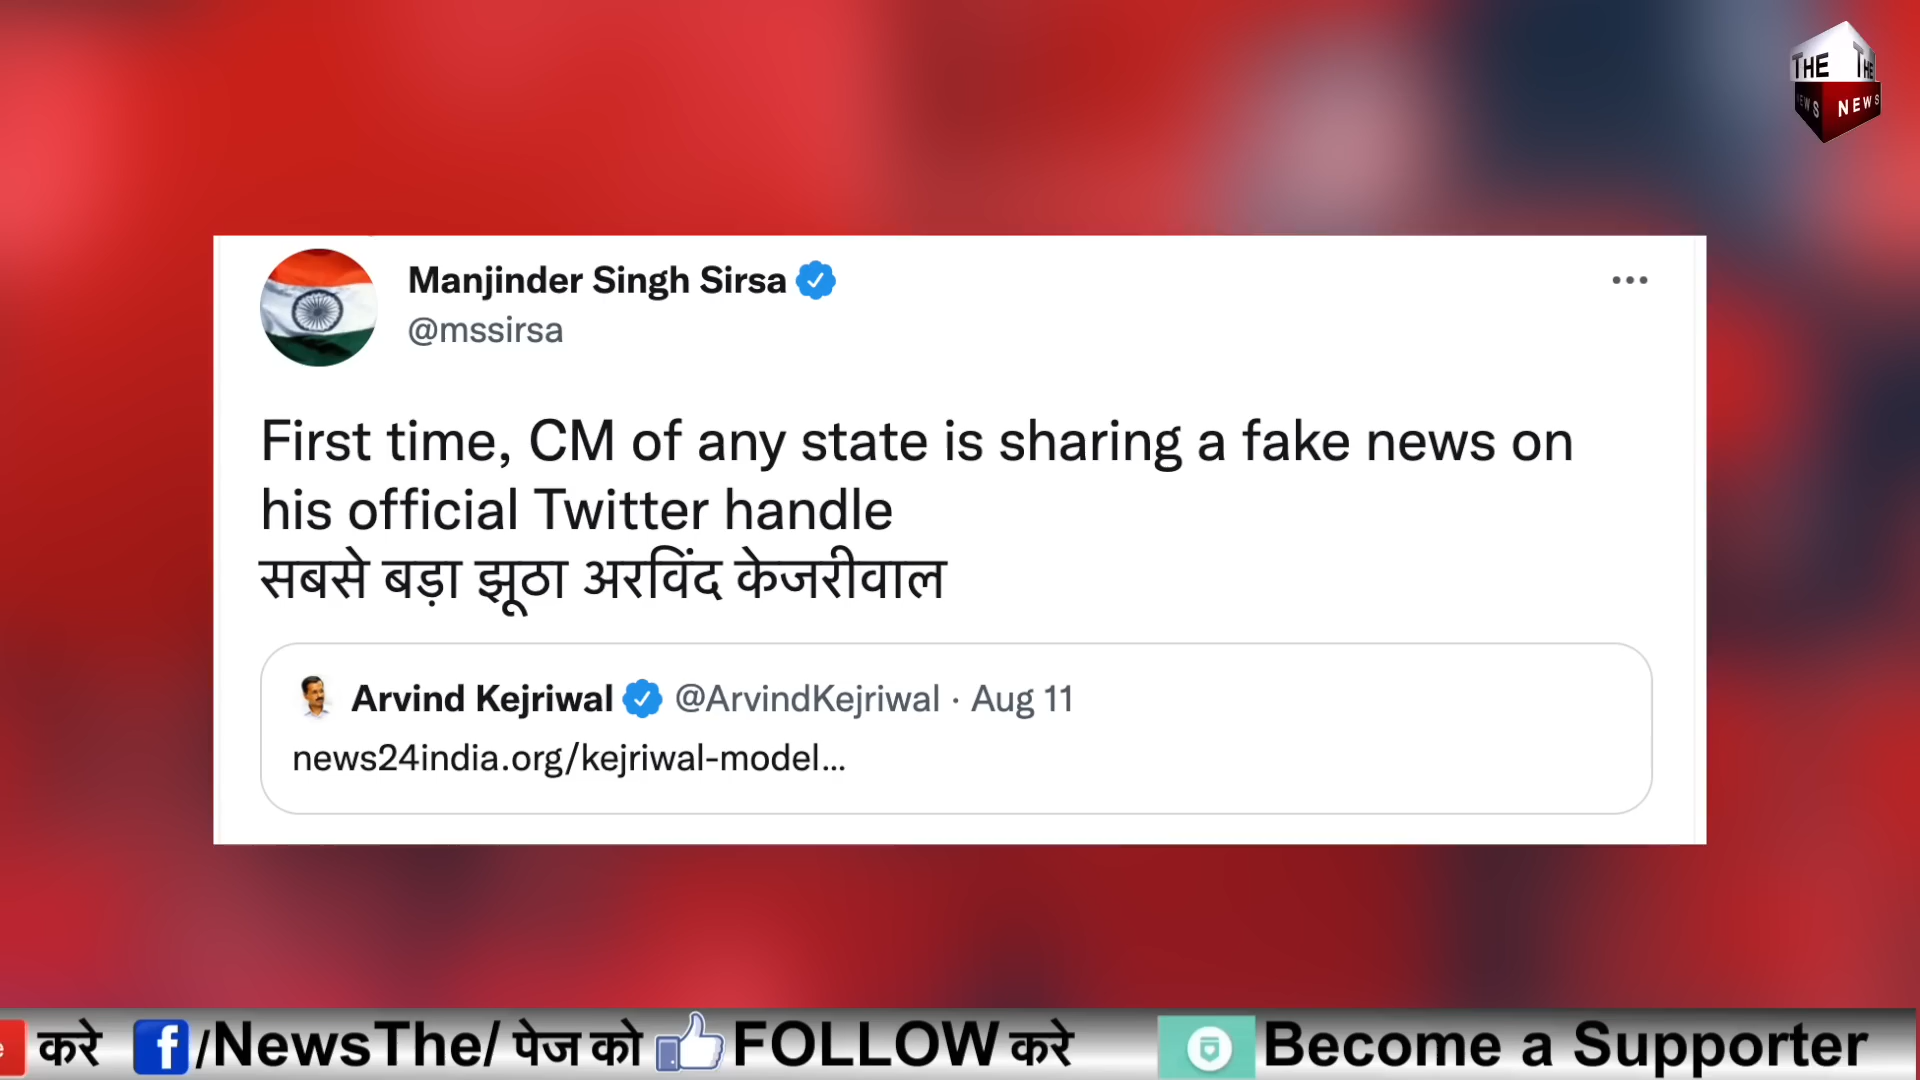 THE THE
NEWS NEWS
Manjinder Singh Sirsa
@mssirsa
First time, CM of any state is sharing a fake news on
his official Twitter handle
सबसे बड़ा झूठा अरविंद केजरीवाल
Arvind Kejriwal @ArvindKejriwal · Aug 11
news24india.org/kejriwal-model...
करे f/NewsThe/ पेज को FOLLOW करे Become a Supporter